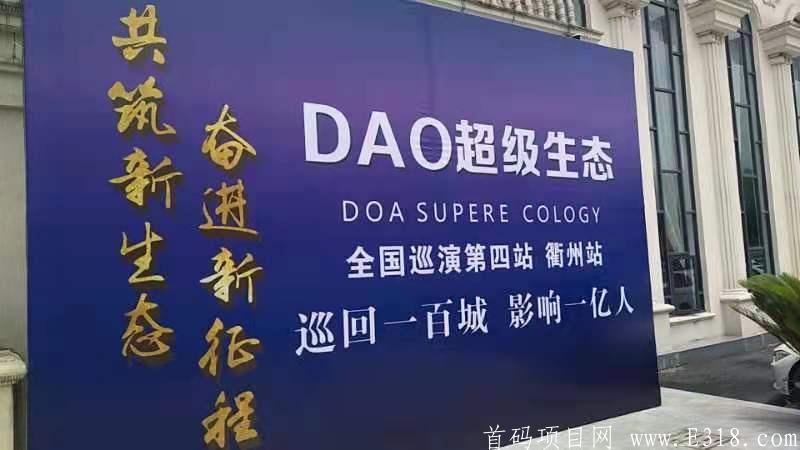 共筑新生态
奋进新征程
DAO超级生态
DOA SUPERE COLOGY
全国巡演第四站 衢州站
巡回一百城 影响一亿人
首码项目网 www.E318.com